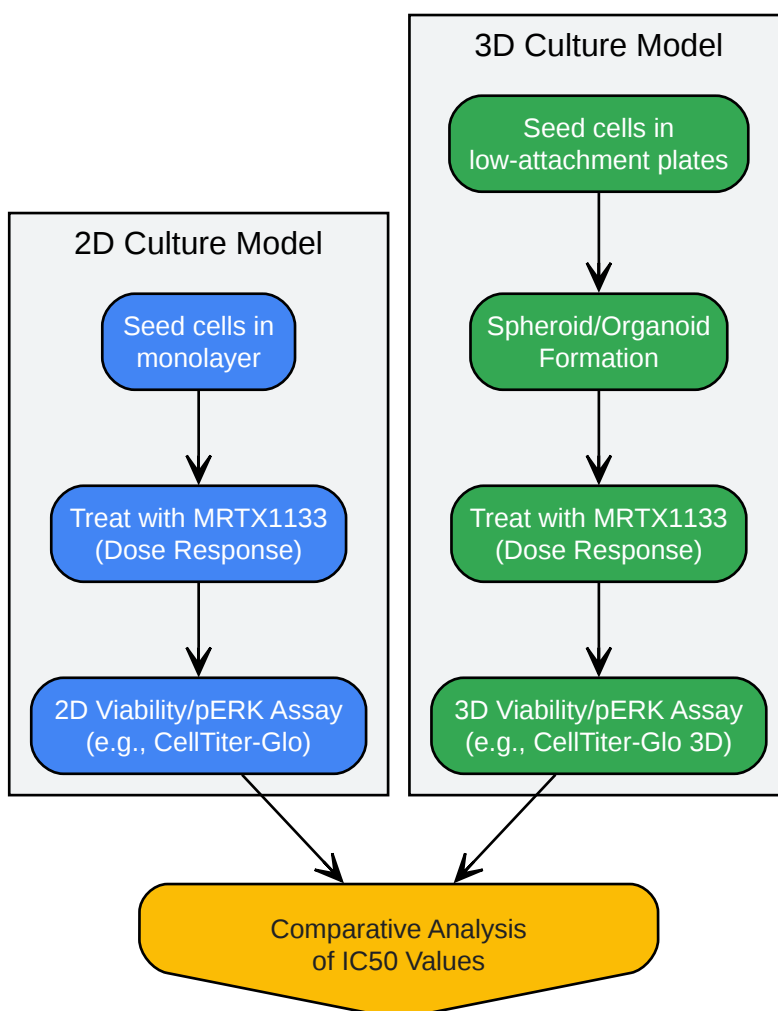 2D Culture Model
Seed cells in
monolayer
Treat with MRTX1133
(Dose Response)
2D Viability/pERK Assay
(e.g., CellTiter-Glo)
3D Culture Model
Seed cells in
low-attachment plates
Spheroid/Organoid
Formation
Treat with MRTX1133
(Dose Response)
3D Viability/pERK Assay
(e.g., CellTiter-Glo 3D)
Comparative Analysis
of IC50 Values